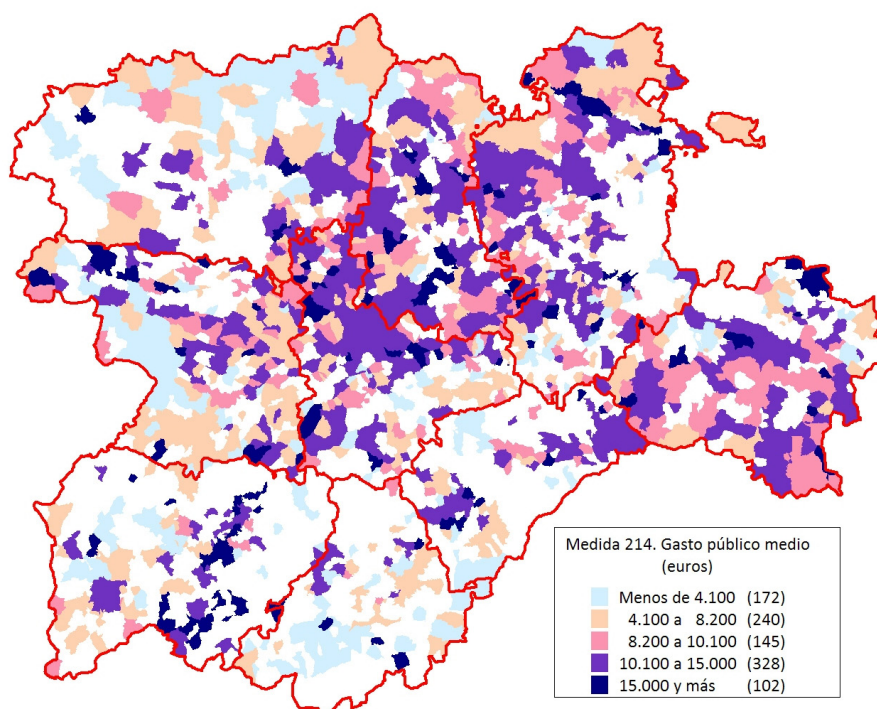 Medida 214. Gasto público medio
(euros)
Menos de 4.100 (172)
4.100 a 8.200 (240)
8.200 a 10.100 (145)
10.100 a 15.000 (328)
15.000 y más (102)